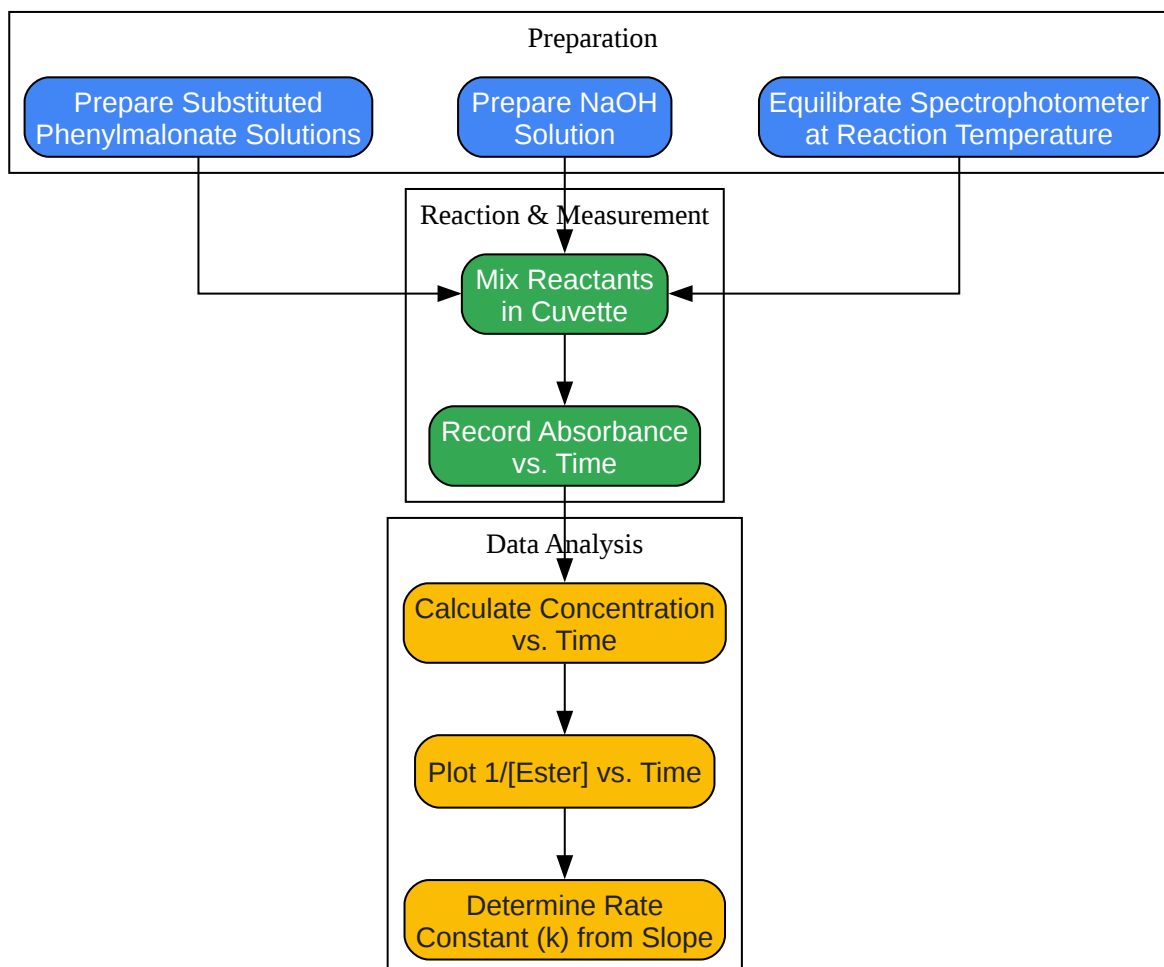 Preparation
Prepare Substituted
Phenylmalonate Solutions
Prepare NaOH
Solution
Equilibrate Spectrophotometer
at Reaction Temperature
Reaction & Measurement
Mix Reactants
in Cuvette
Record Absorbance
vs. Time
Data Analysis
Calculate Concentration
vs. Time
Plot 1/[Ester] vs. Time
Determine Rate
Constant (k) from Slope